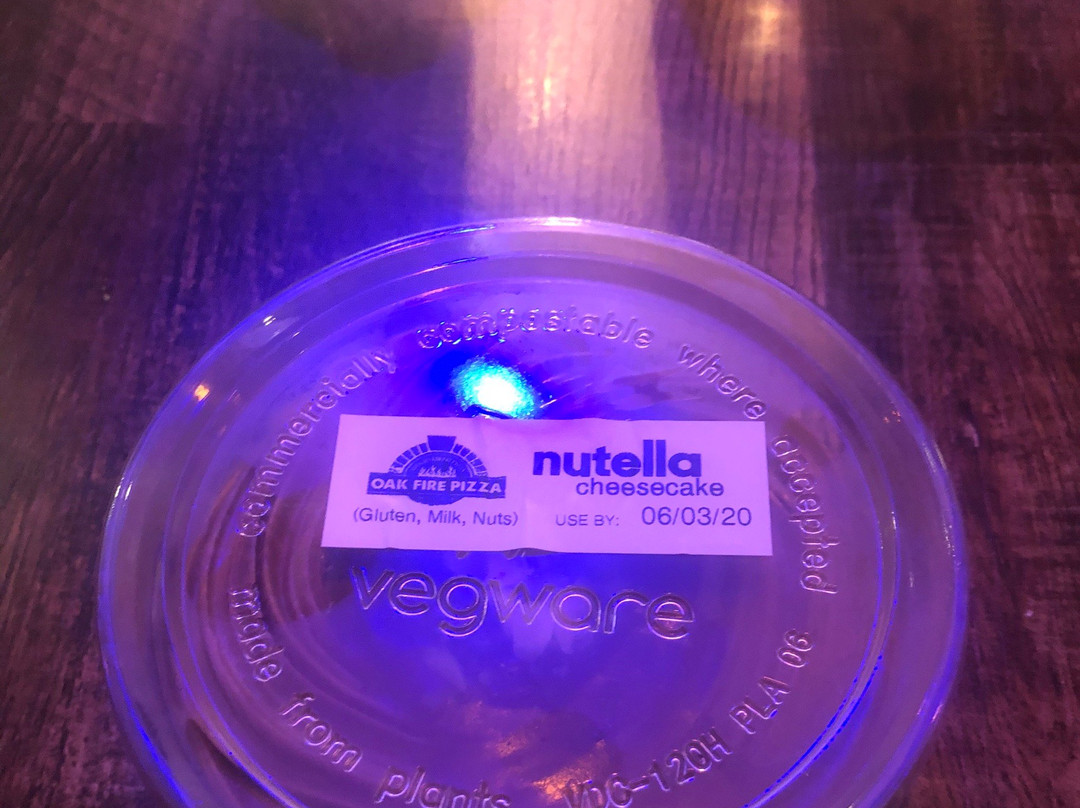 commercially compostable where accepted
OAK FIRE PIZZA
nutella
cheesecake
(Gluten, Milk, Nuts)
USE BY: 06/03/20
vegware
made from plants
120H PLA 06